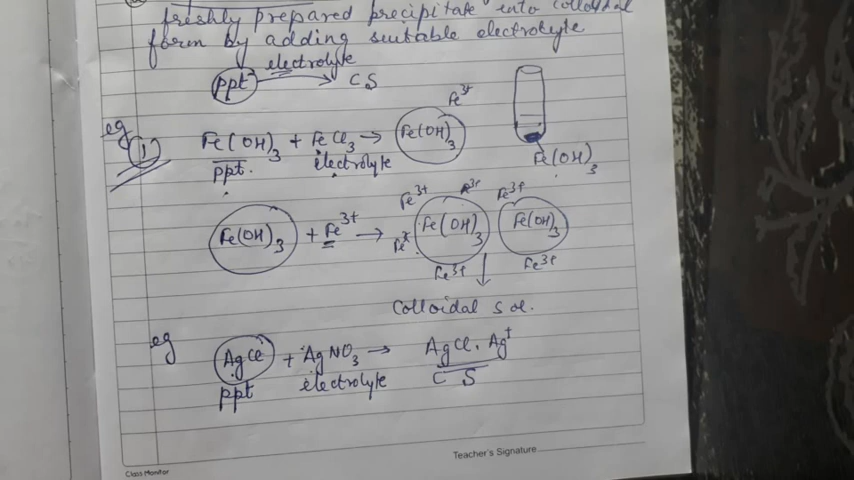 freshly prepared precipitate into colloidal
form by adding suitable electrolyte
electrolyte
ppt → CS
Fe3+
eg
(1) Fe(OH)3 + FeCl3 → Fe(OH)3
ppt. electrolyte
Fe(OH)3
Fe3+ Fe3+ Fe3+
Fe(OH)3 + Fe3+ → Fe(OH)3 Fe(OH)3
Fe3+ Fe3+
Colloidal sol.
eg AgCl + AgNO3 → AgCl. Ag+
ppt electrolyte CS
Teacher's Signature
Class Monitor